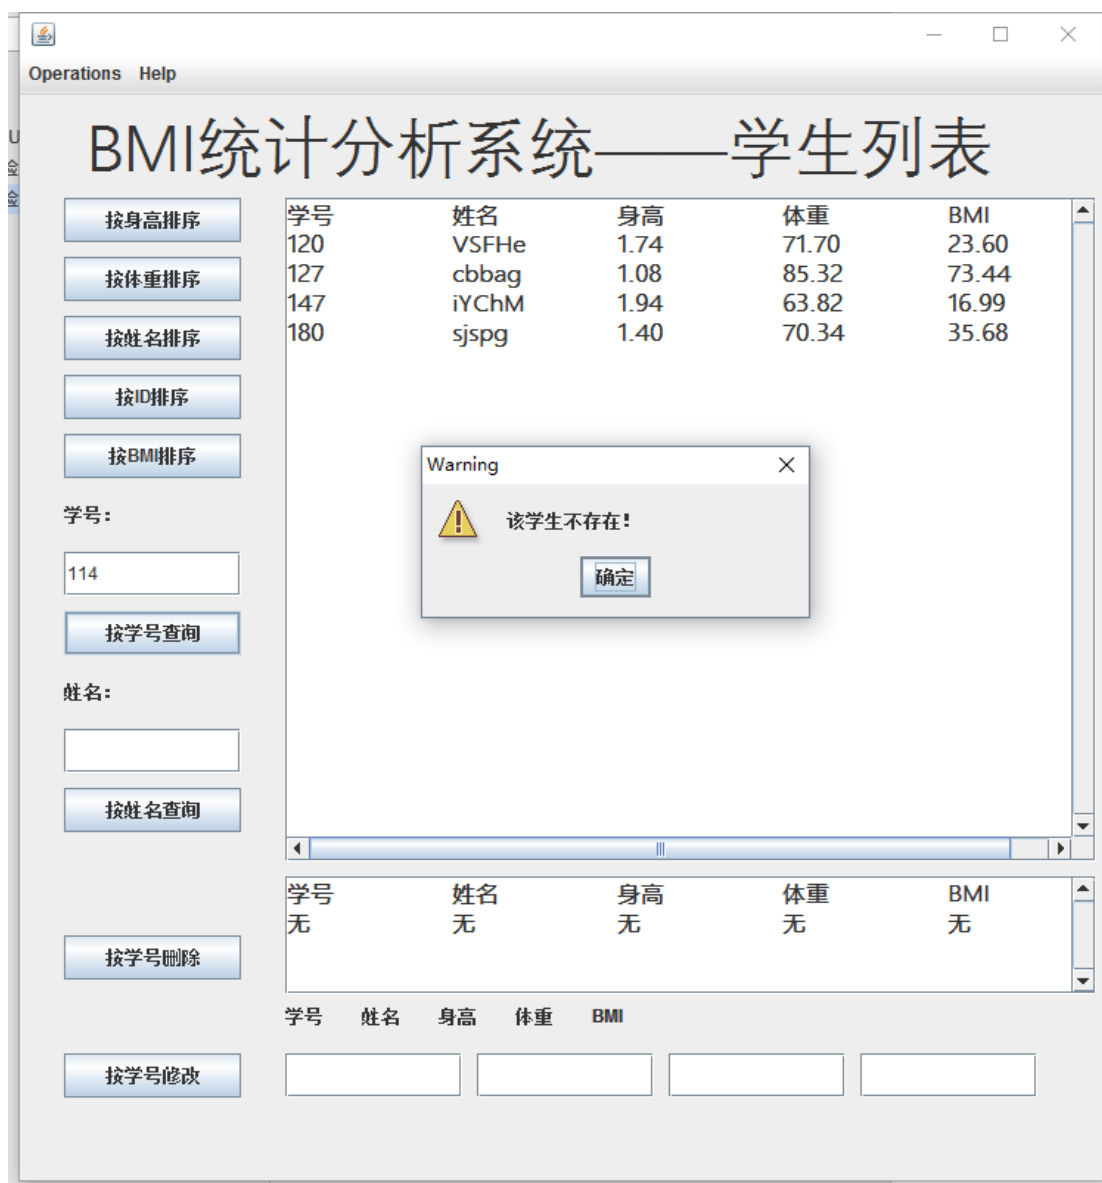 Operations Help
BMI统计分析系统——学生列表
按身高排序
按体重排序
按姓名排序
按ID排序
按BMI排序
学号:
114
按学号查询
姓名:
按姓名查询
按学号删除
按学号修改
学号 姓名 身高 体重 BMI
120 VSFHe 1.74 71.70 23.60
127 cbbag 1.08 85.32 73.44
147 iYChM 1.94 63.82 16.99
180 sjspg 1.40 70.34 35.68
Warning
该学生不存在!
确定
学号 姓名 身高 体重 BMI
无 无 无 无 无
学号 姓名 身高 体重 BMI